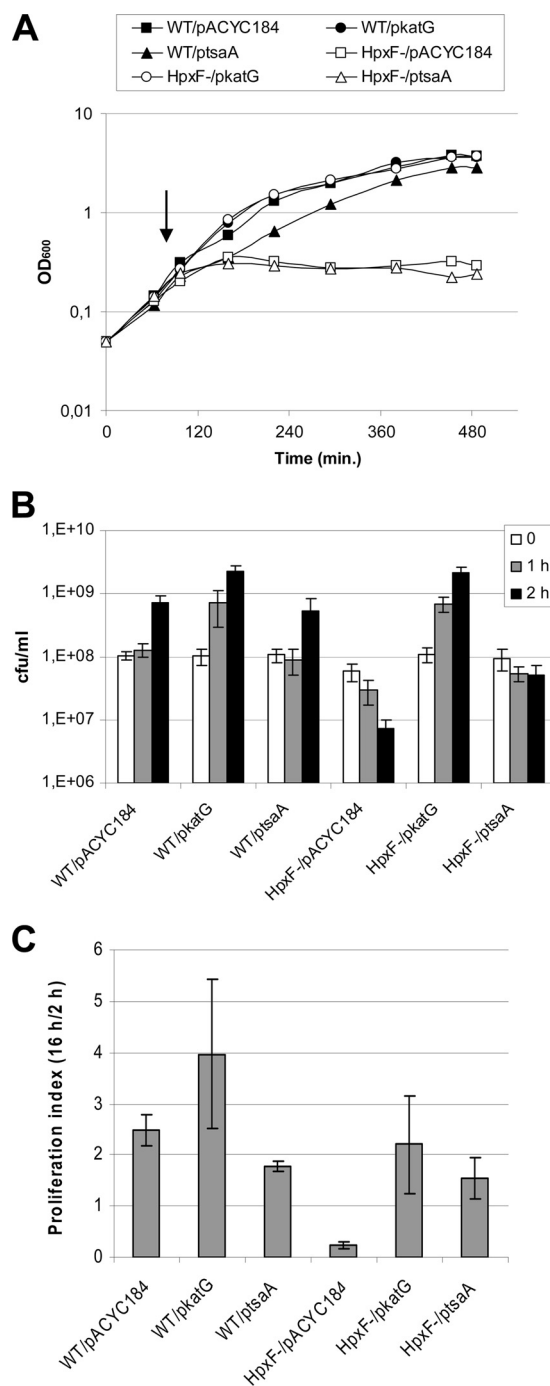 A
WT/pACYC184
WT/pkatG
WT/ptsaA
HpxF-/pACYC184
HpxF-/pkatG
HpxF-/ptsaA
10
1
0,1
0,01
OD600
0 120 240 360 480
Time (min.)
B
1,E+10
1,E+09
1,E+08
1,E+07
1,E+06
cfu/ml
0
1 h
2 h
WT/pACYC184
WT/pkatG
WT/ptsaA
HpxF-/pACYC184
HpxF-/pkatG
HpxF-/ptsaA
C
6
5
4
3
2
1
0
Proliferation index (16 h/2 h)
WT/pACYC184
WT/pkatG
WT/ptsaA
HpxF-/pACYC184
HpxF-/pkatG
HpxF-/ptsaA